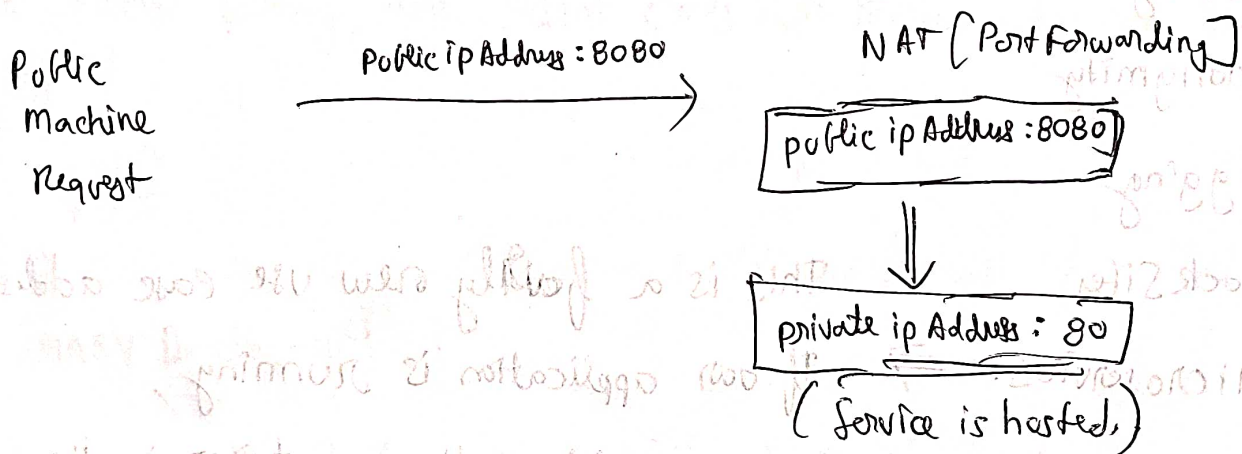 Public
Machine
Request
Public ip Address : 8080
NAT [Port Forwarding]
public ip Address : 8080
private ip Address : 80
(Service is hosted.)